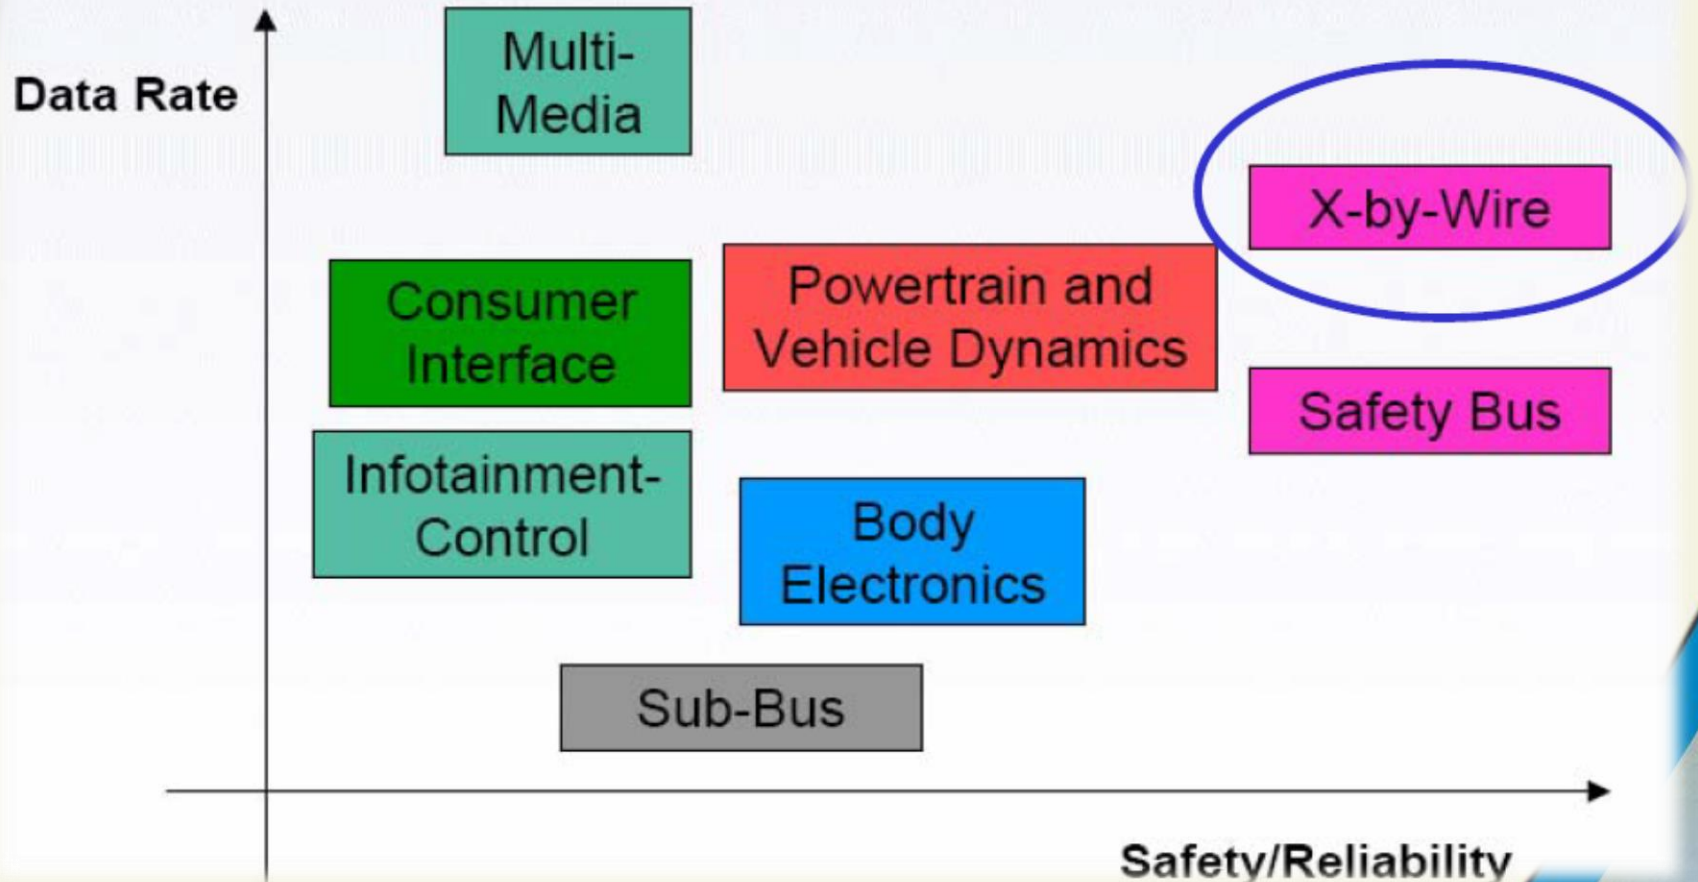 Multi-
Media
Data Rate
X-by-Wire
Consumer
Interface
Powertrain and
Vehicle Dynamics
Safety Bus
Infotainment-
Control
Body
Electronics
Sub-Bus
Safety/Reliability